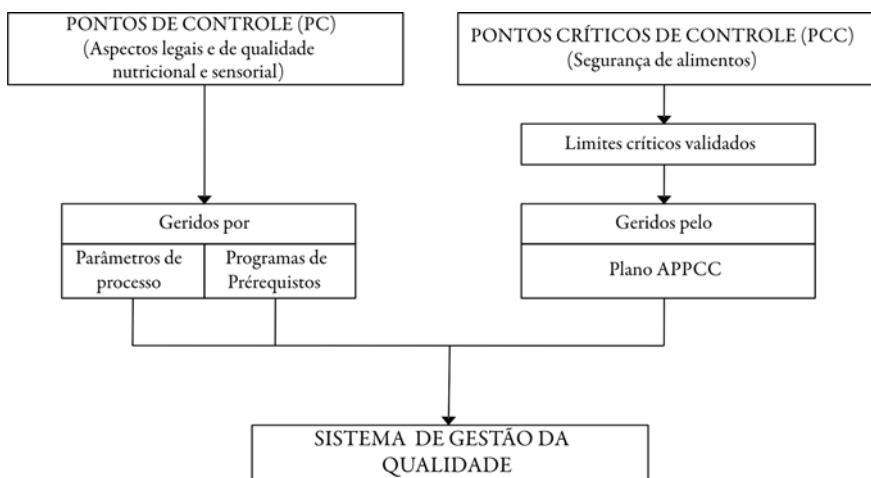 PONTOS DE CONTROLE (PC)
(Aspectos legais e de qualidade
nutricional e sensorial)
PONTOS CRÍTICOS DE CONTROLE (PCC)
(Segurança de alimentos)
Limites críticos validados
Geridos por
Parâmetros de
processo
Programas de
Prérequistos
Geridos pelo
Plano APPCC
SISTEMA DE GESTÃO DA
QUALIDADE